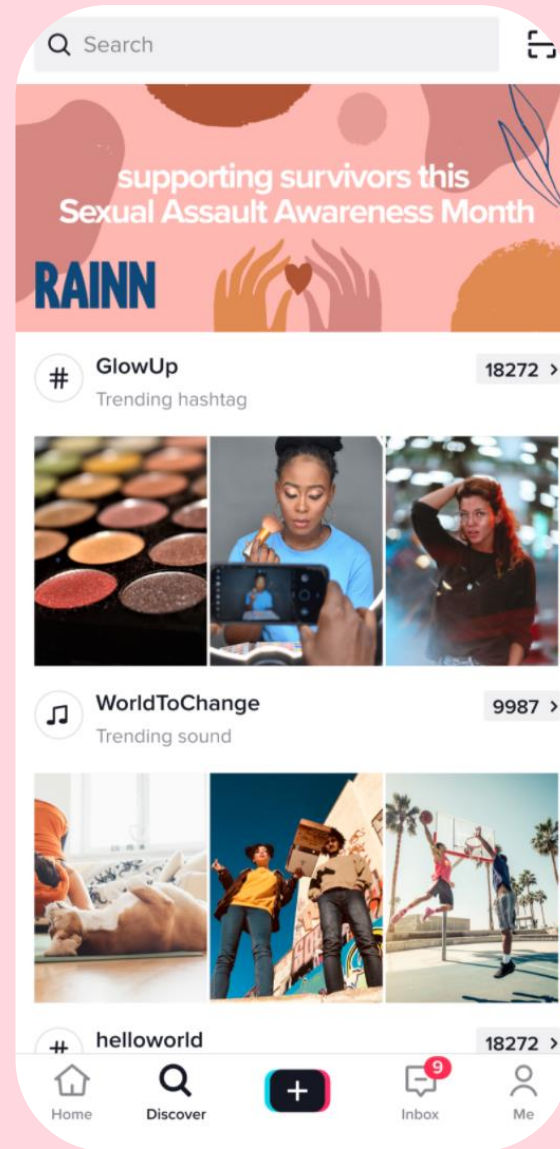 Search
supporting survivors this
Sexual Assault Awareness Month
RAINN
# GlowUp 18272 >
Trending hashtag
WorldToChange 9987 >
Trending sound
# helloworld 18272 >
9
Home Discover + Inbox Me